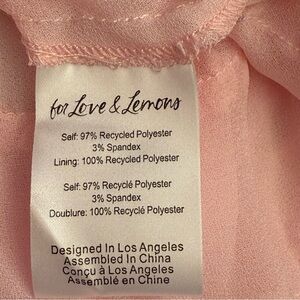 for Love & Lemons
Self: 97% Recycled Polyester
3% Spandex
Lining: 100% Recycled Polyester
Self: 97% Recyclé Polyester
3% Spandex
Doublure: 100% Recyclé Polyester
Designed In Los Angeles
Assembled In China
Conçu à Los Angeles
Assemblé en Chine